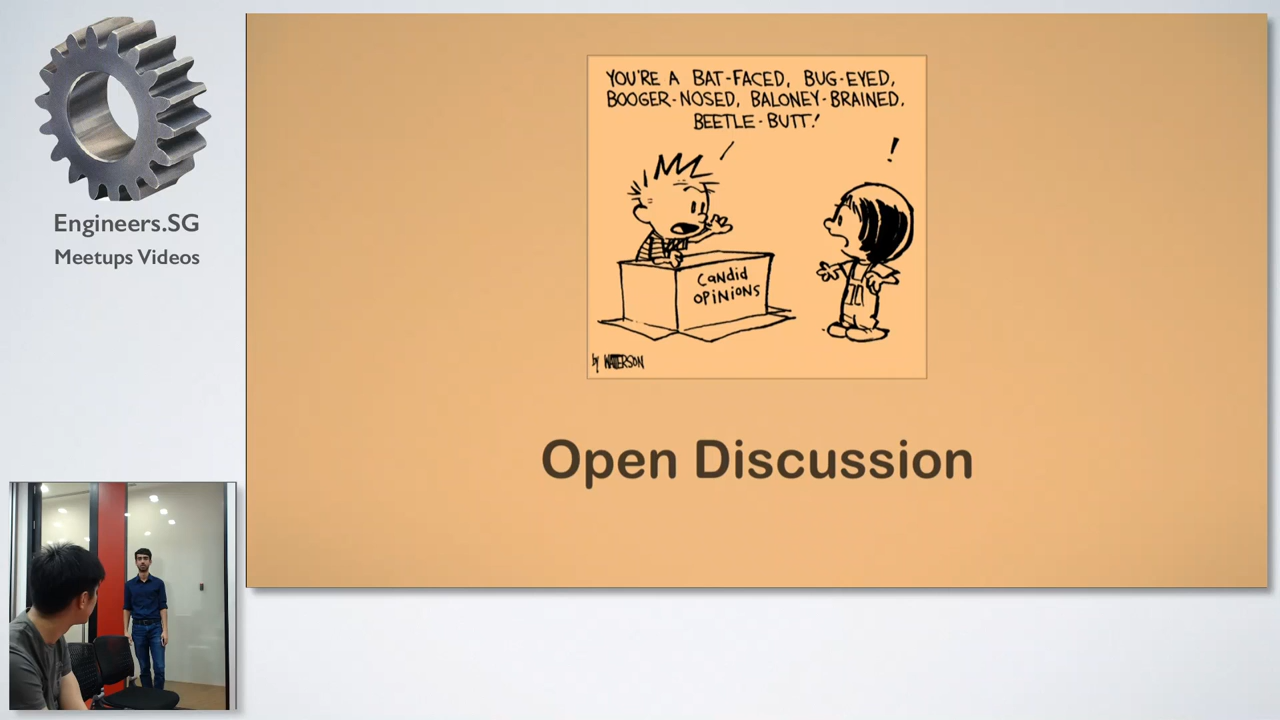 Engineers.SG
Meetups Videos
YOU'RE A BAT-FACED, BUG-EYED,
BOOGER-NOSED, BALONEY-BRAINED.
BEETLE-BUTT!
!
Candid
OPINIONS
by WATTERSON
Open Discussion